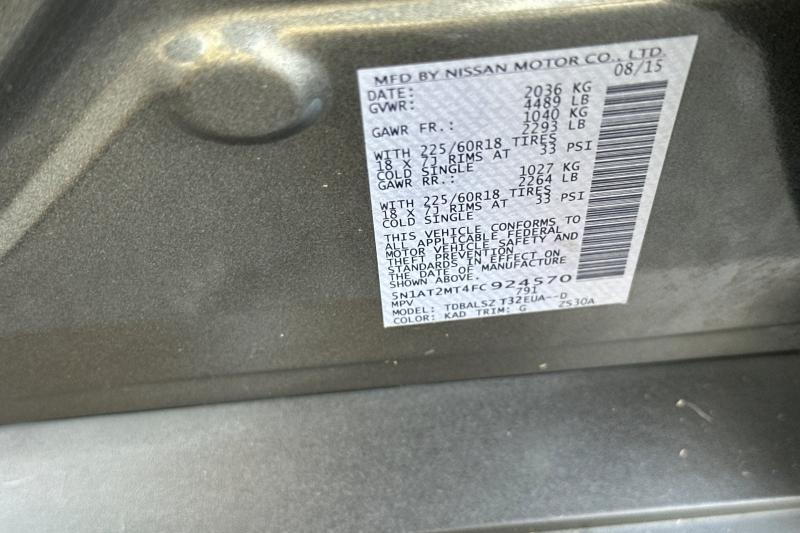 MFD BY NISSAN MOTOR CO., LTD.
DATE: 08/15
GVWR: 2036 KG
4489 LB
GAWR FR.: 1040 KG
2293 LB
WITH 225/60R18 TIRES
18 X 7J RIMS AT 33 PSI
COLD SINGLE
GAWR RR.: 1027 KG
2264 LB
WITH 225/60R18 TIRES
18 X 7J RIMS AT 33 PSI
COLD SINGLE
THIS VEHICLE CONFORMS TO
ALL APPLICABLE FEDERAL
MOTOR VEHICLE SAFETY AND
THEFT PREVENTION
STANDARDS IN EFFECT ON
THE DATE OF MANUFACTURE
SHOWN ABOVE.
5N1AT2MT4FC924570
MPV 791
MODEL: TDBALSZ T32EUA--D
COLOR: KAD TRIM: G ZS30A